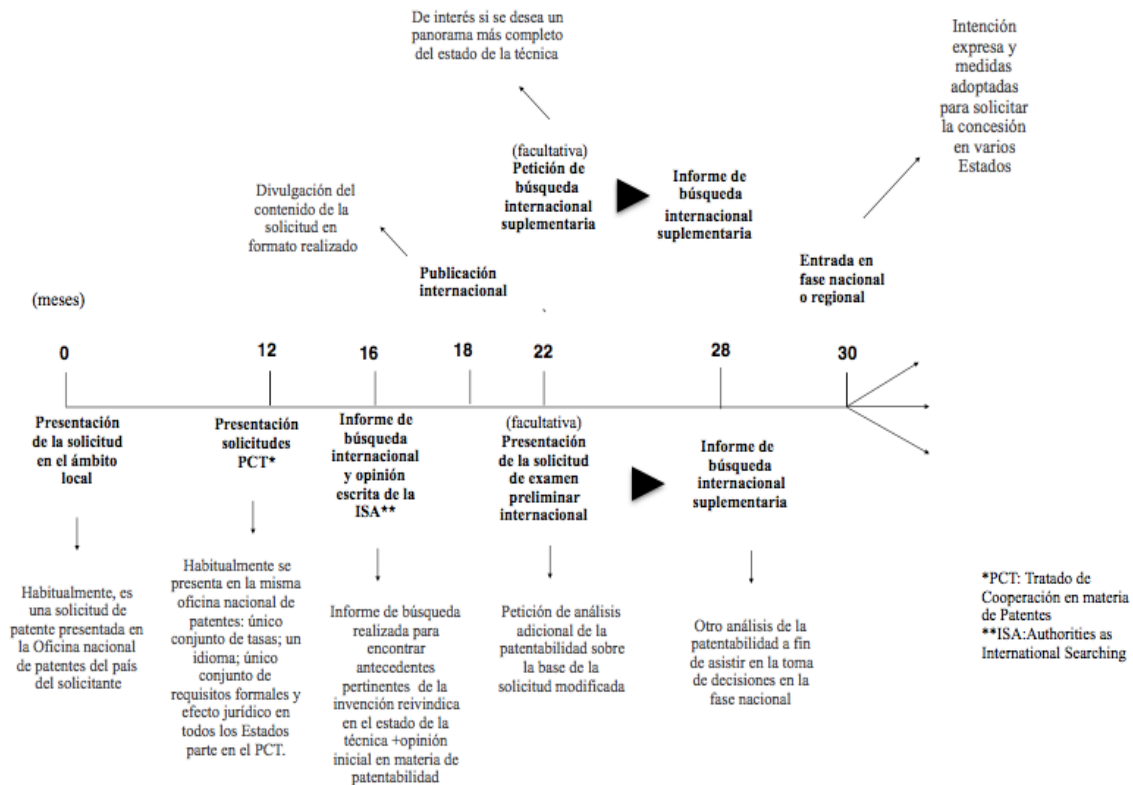 De interés si se desea un
panorama más completo
del estado de la técnica
Intención
expresa y
medidas
adoptadas
para solicitar
la concesión
en varios
Estados
(facultativa)
Petición de
búsqueda
internacional
suplementaria
Informe de
búsqueda
internacional
suplementaria
Divulgación del
contenido de la
solicitud en
formato realizado
Publicación
internacional
Entrada en
fase nacional
o regional
(meses)
0
12
16
18
22
28
30
Presentación
de la solicitud
en el ámbito
local
Presentación
solicitudes
PCT*
Informe de
búsqueda
internacional
y opinión
escrita de la
ISA**
(facultativa)
Presentación
de la solicitud
de examen
preliminar
internacional
Informe de
búsqueda
internacional
suplementaria
Habitualmente, es
una solicitud de
patente presentada en
la Oficina nacional
de patentes del país
del solicitante
Habitualmente se
presenta en la misma
oficina nacional de
patentes: único
conjunto de tasas; un
idioma; único
conjunto de
requisitos formales y
efecto jurídico en
todos los Estados
parte en el PCT.
Informe de búsqueda
realizada para
encontrar
antecedentes
pertinentes de la
invención reivindica
en el estado de la
técnica +opinión
inicial en materia de
patentabilidad
Petición de análisis
adicional de la
patentabilidad sobre
la base de la
solicitud modificada
Otro análisis de la
patentabilidad a fin
de asistir en la toma
de decisiones en la
fase nacional
*PCT: Tratado de
Cooperación en materia
de Patentes
**ISA:Authorities as
International Searching